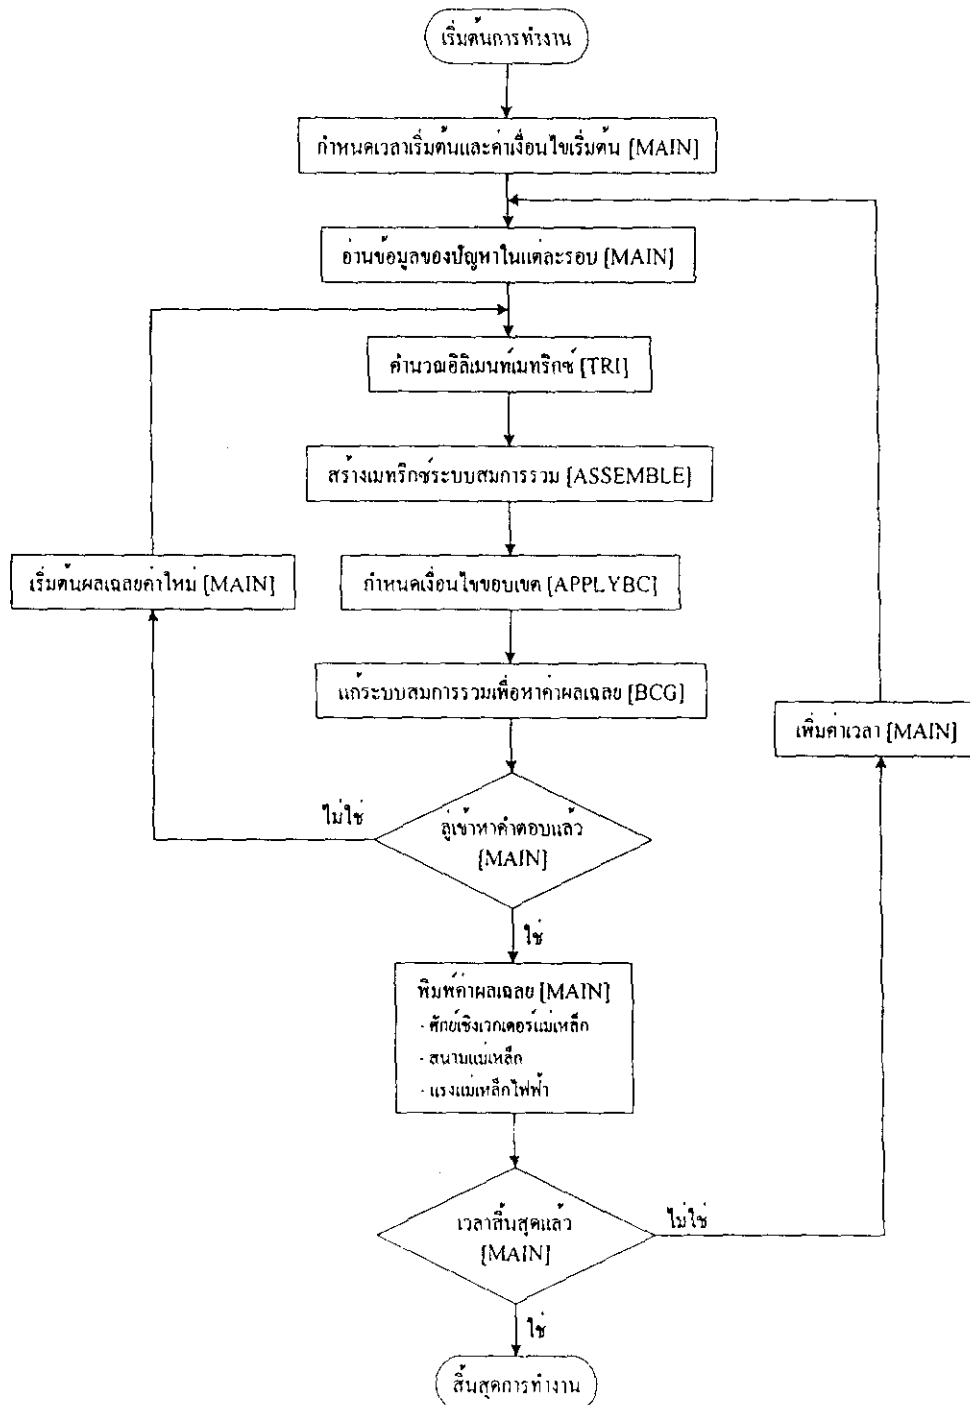 เริ่มต้นการทำงาน
กำหนดเวลาเริ่มต้นและค่าเงื่อนไขเริ่มต้น [MAIN]
อ่านข้อมูลของปัญหาในแต่ละรอบ [MAIN]
คำนวณอิลิเมนท์เมทริกซ์ [TRI]
สร้างเมทริกซ์ระบบสมการรวม [ASSEMBLE]
เริ่มต้นผลเฉลยค่าใหม่ [MAIN]
กำหนดเงื่อนไขขอบเขต [APPLYBC]
แก้ระบบสมการรวมเพื่อหาค่าผลเฉลย [BCG]
เพิ่มค่าเวลา [MAIN]
ไม่ใช่
ลู่เข้าหาคำตอบแล้ว
[MAIN]
ใช่
พิมพ์ค่าผลเฉลย [MAIN]
- ศักย์เชิงเวกเตอร์แม่เหล็ก
- สนามแม่เหล็ก
- แรงแม่เหล็กไฟฟ้า
เวลาสิ้นสุดแล้ว
[MAIN]
ไม่ใช่
ใช่
สิ้นสุดการทำงาน